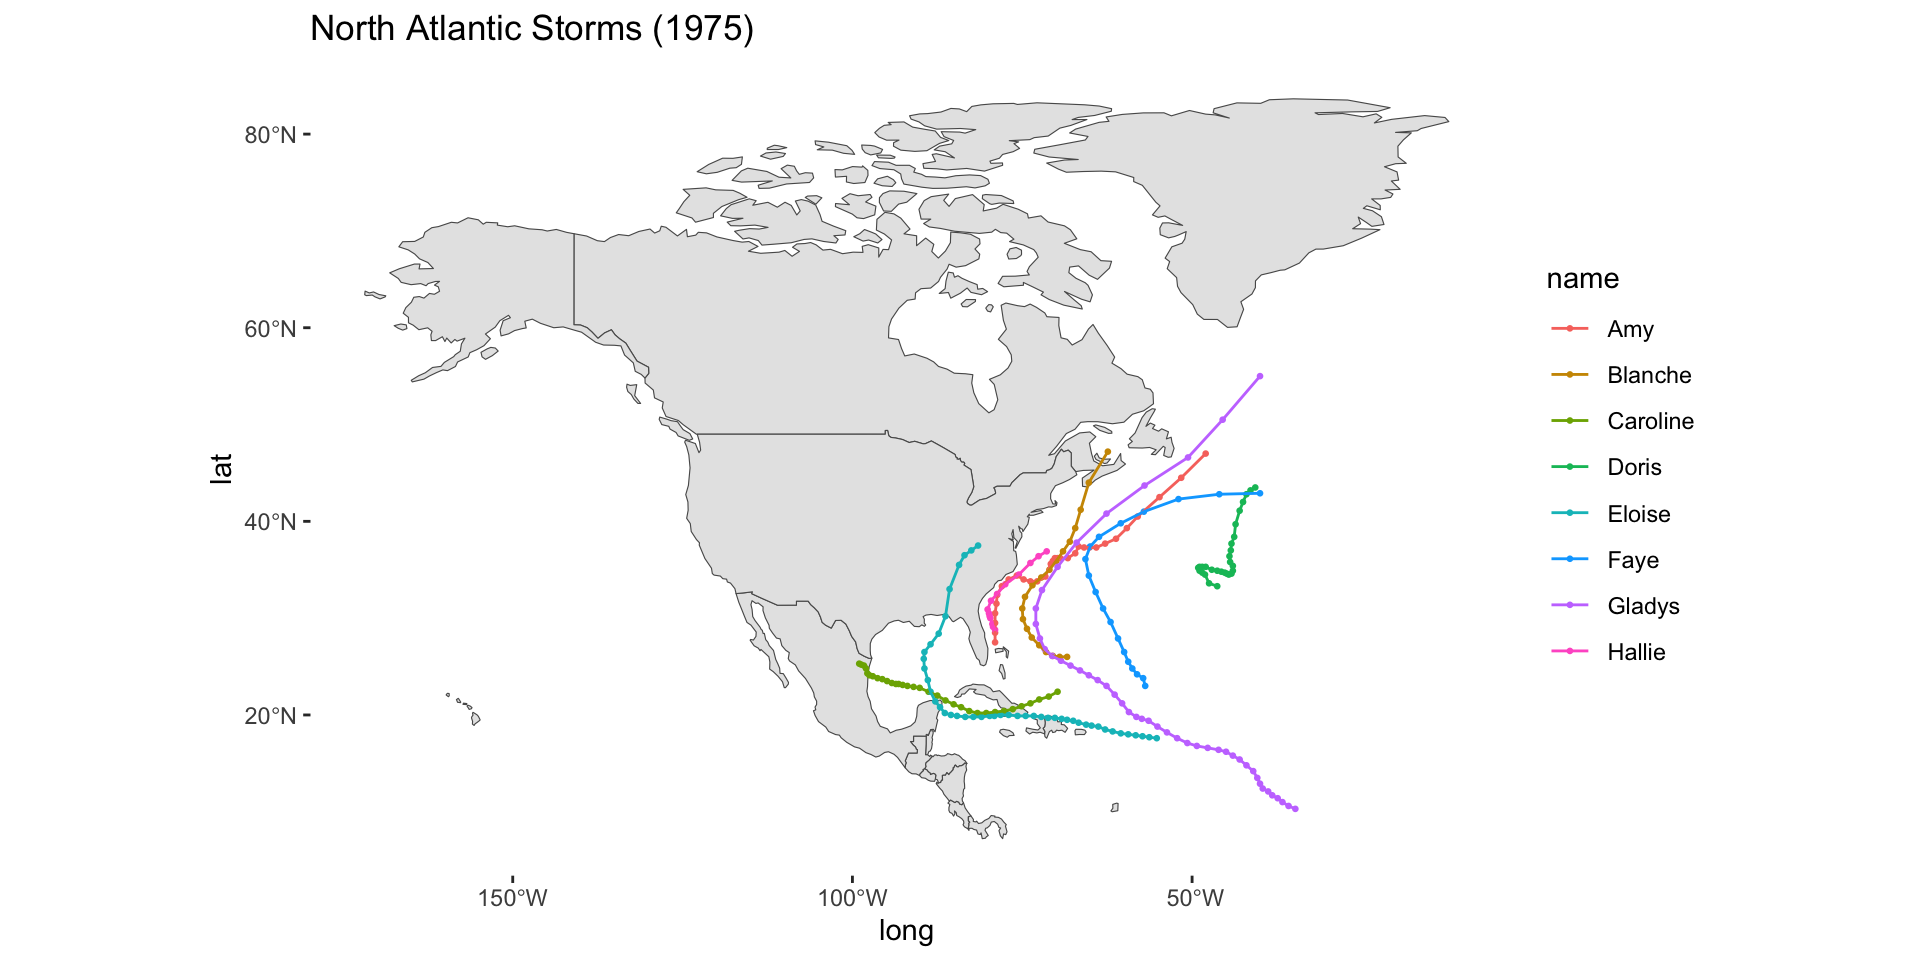 North Atlantic Storms (1975)
80°N
60°N
40°N
20°N
lat
150°W
100°W
50°W
long
name
Amy
Blanche
Caroline
Doris
Eloise
Faye
Gladys
Hallie